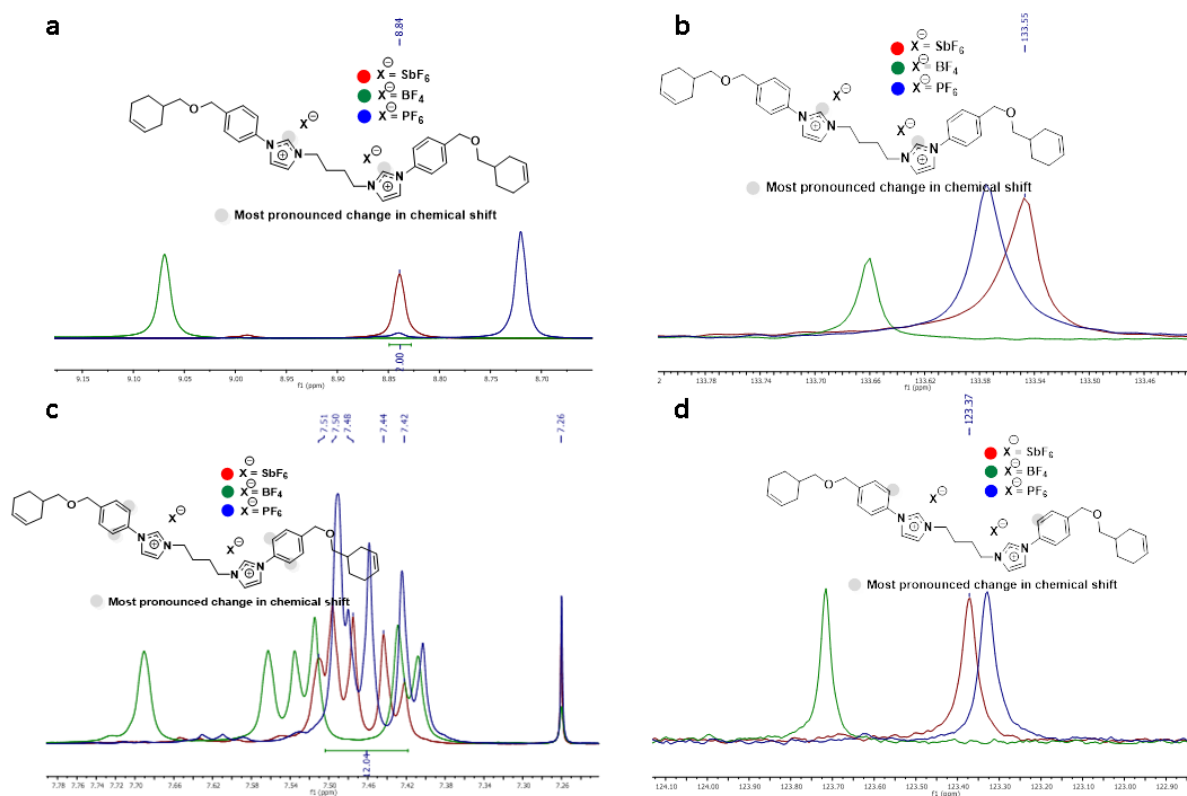 a
8.84
X⊖ = SbF6
X⊖ = BF4
X⊖ = PF6
O
X⊖
N
⊕
N
X⊖
N
⊕
N
O
Most pronounced change in chemical shift
2.00
9.15 9.10 9.05 9.00 8.95 8.90 8.85 8.80 8.75 8.70
f1 (ppm)
b
133.55
X⊖ = SbF6
X⊖ = BF4
X⊖ = PF6
O
X⊖
N
⊕
N
X⊖
N
⊕
N
O
Most pronounced change in chemical shift
2 133.78 133.74 133.70 133.66 133.62 133.58 133.54 133.50 133.46
f1 (ppm)
c
7.51 7.50 7.48 7.44 7.42 7.26
X⊖ = SbF6
X⊖ = BF4
X⊖ = PF6
O
X⊖
N
⊕
N
X⊖
N
⊕
N
O
Most pronounced change in chemical shift
12.04
7.78 7.76 7.74 7.70 7.66 7.62 7.58 7.54 7.50 7.46 7.42 7.38 7.34 7.30 7.26
f1 (ppm)
d
123.37
X⊖ = SbF6
X⊖ = BF4
X⊖ = PF6
O
X⊖
N
⊕
N
X⊖
N
⊕
N
O
Most pronounced change in chemical shift
124.10 124.00 123.90 123.80 123.70 123.60 123.50 123.40 123.30 123.20 123.10 123.00 122.90
f1 (ppm)